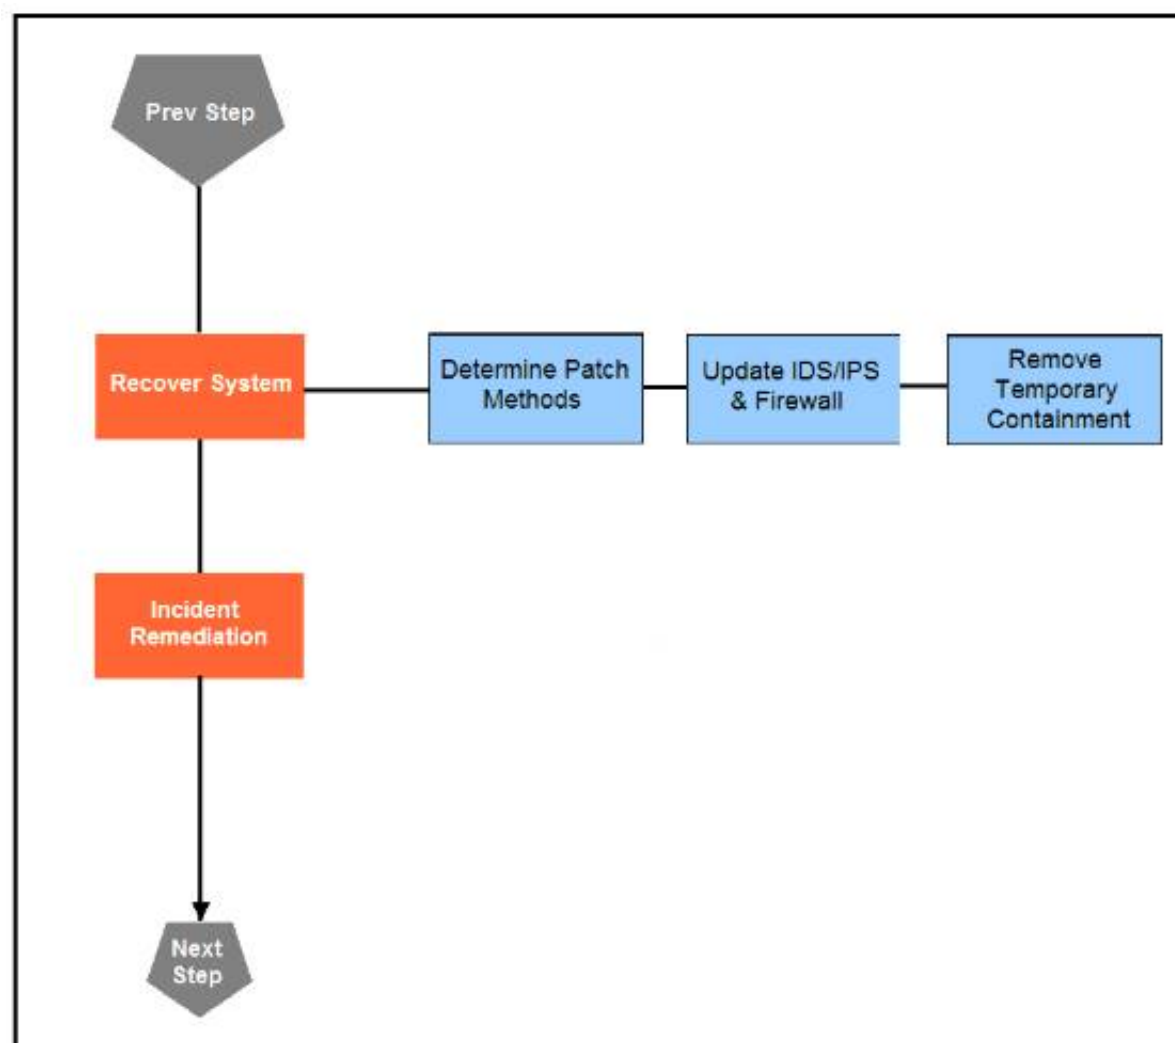 Prev Step
Recover System
Determine Patch
Methods
Update IDS/IPS
& Firewall
Remove
Temporary
Containment
Incident
Remediation
Next
Step